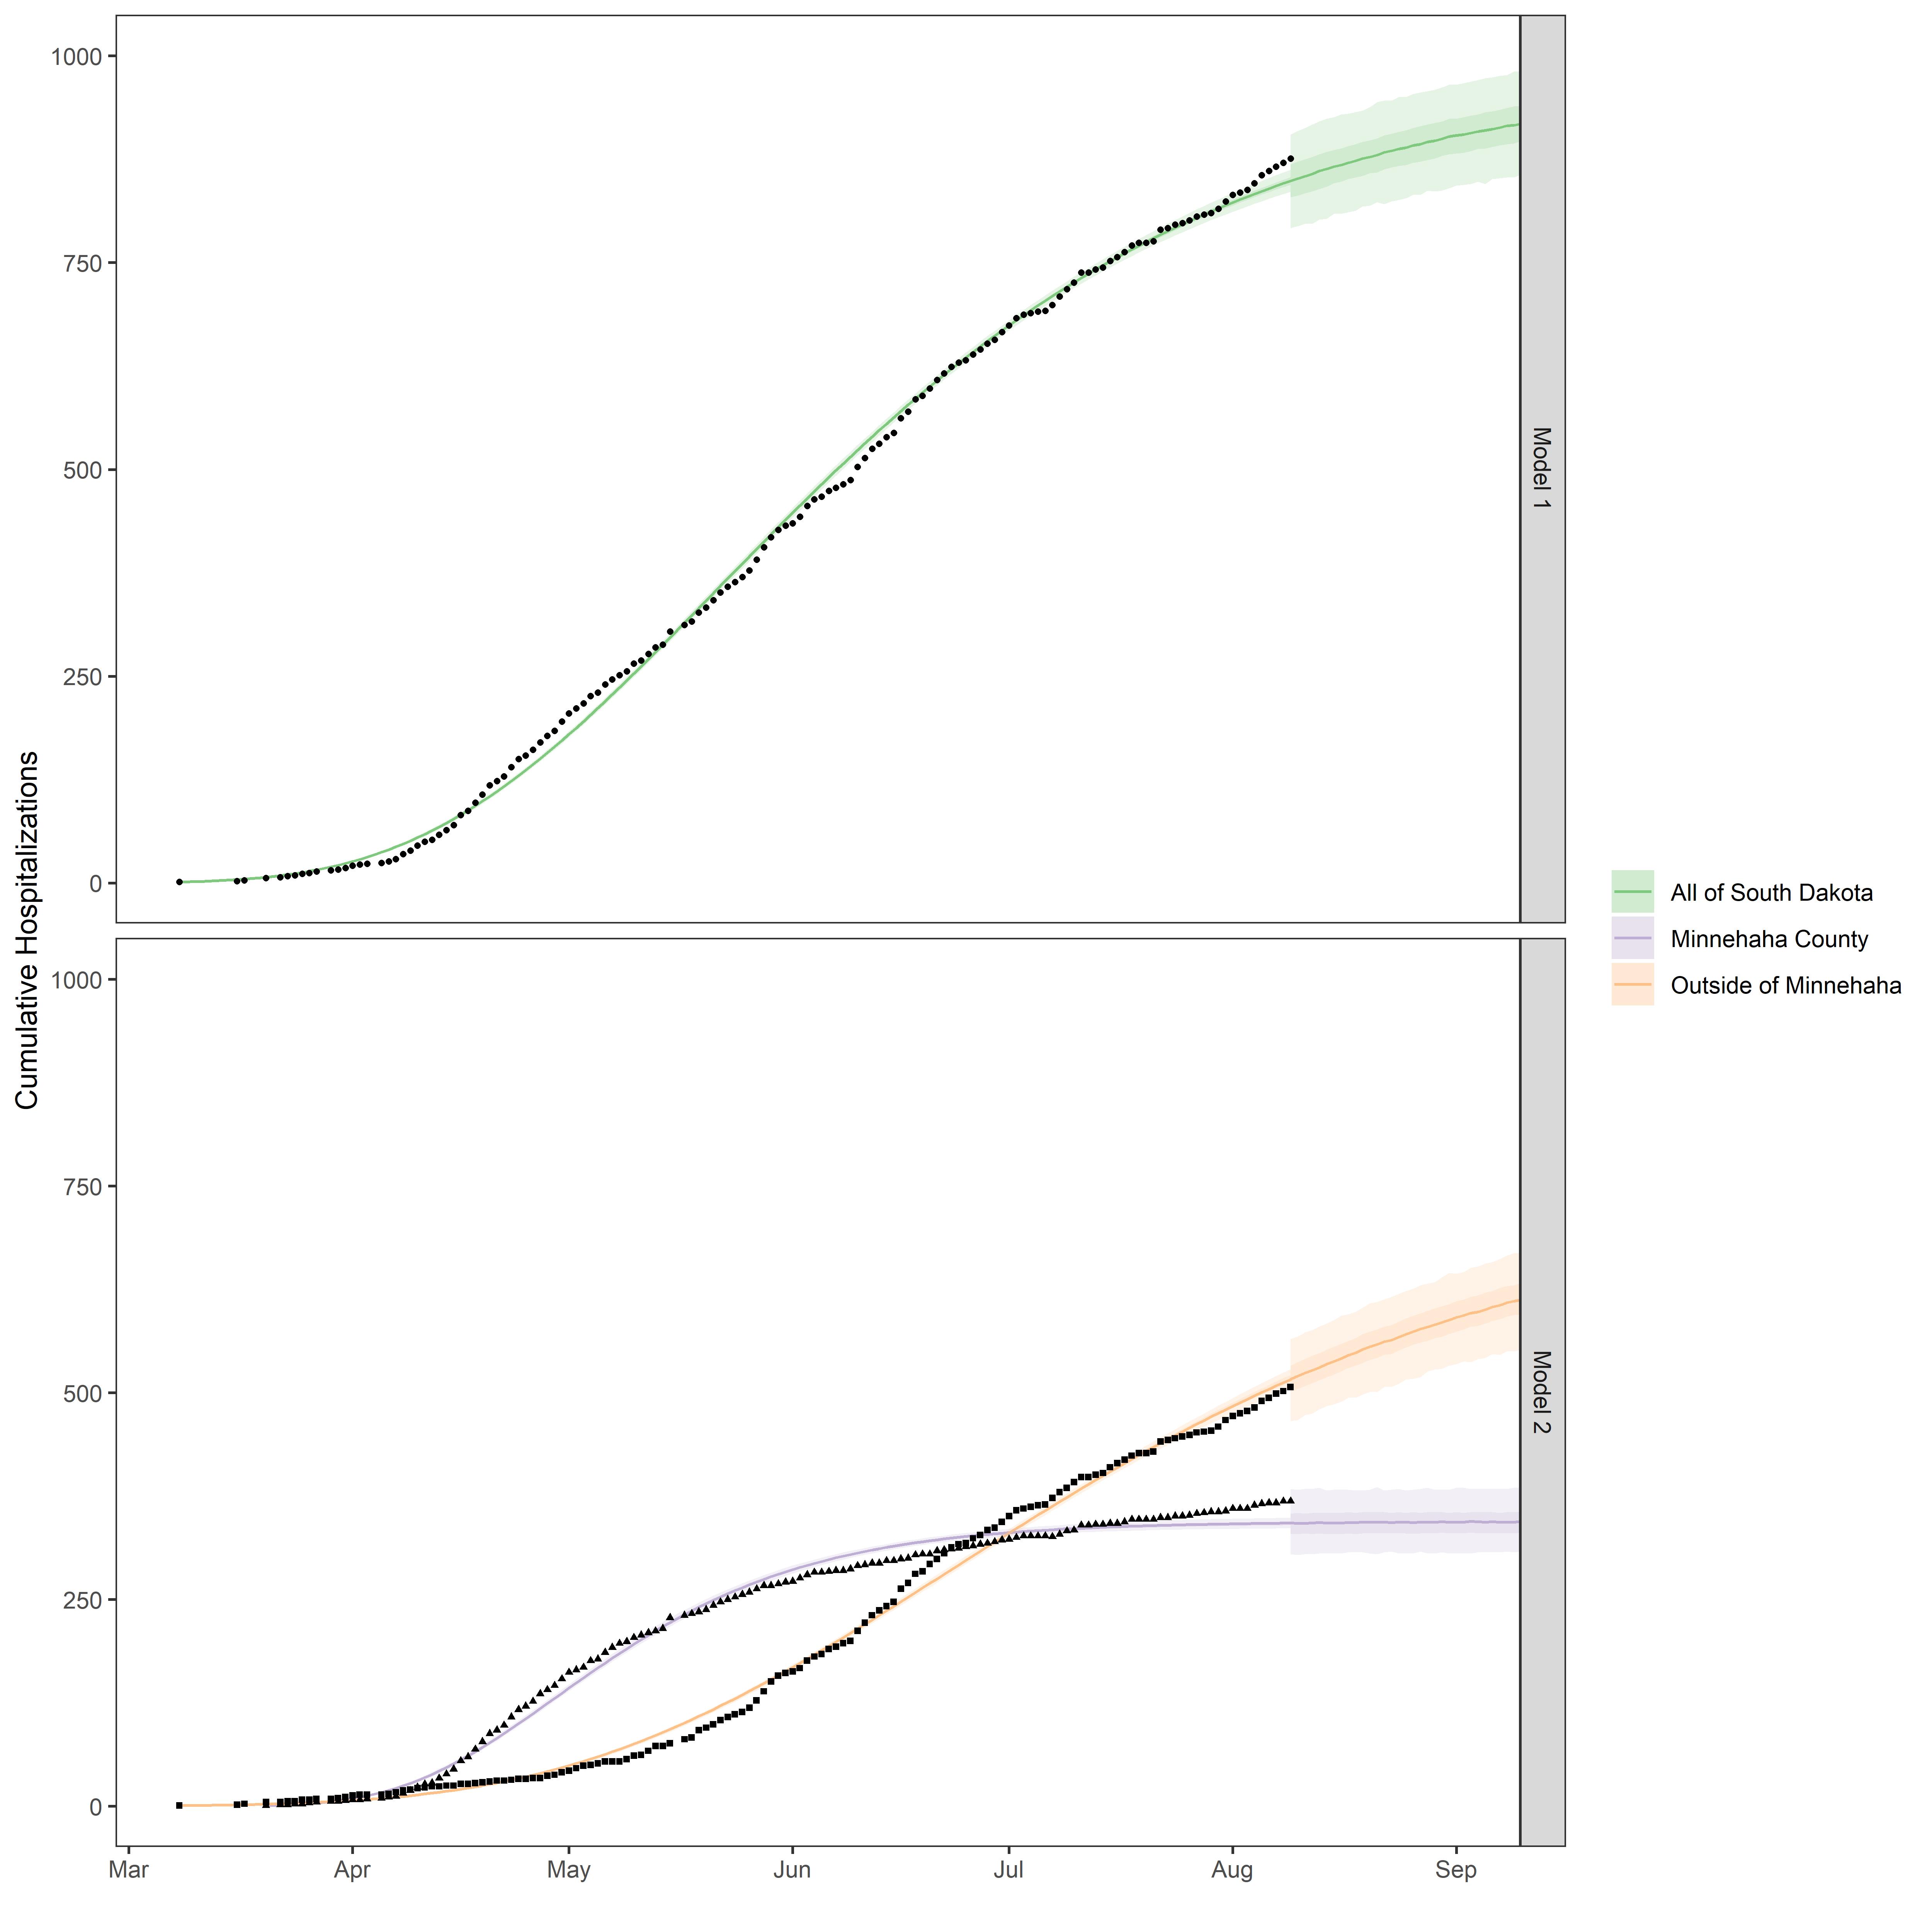 Cumulative Hospitalizations
1000
750
500
250
0
Model 1
1000
750
500
250
0
Model 2
Mar
Apr
May
Jun
Jul
Aug
Sep
All of South Dakota
Minnehaha County
Outside of Minnehaha